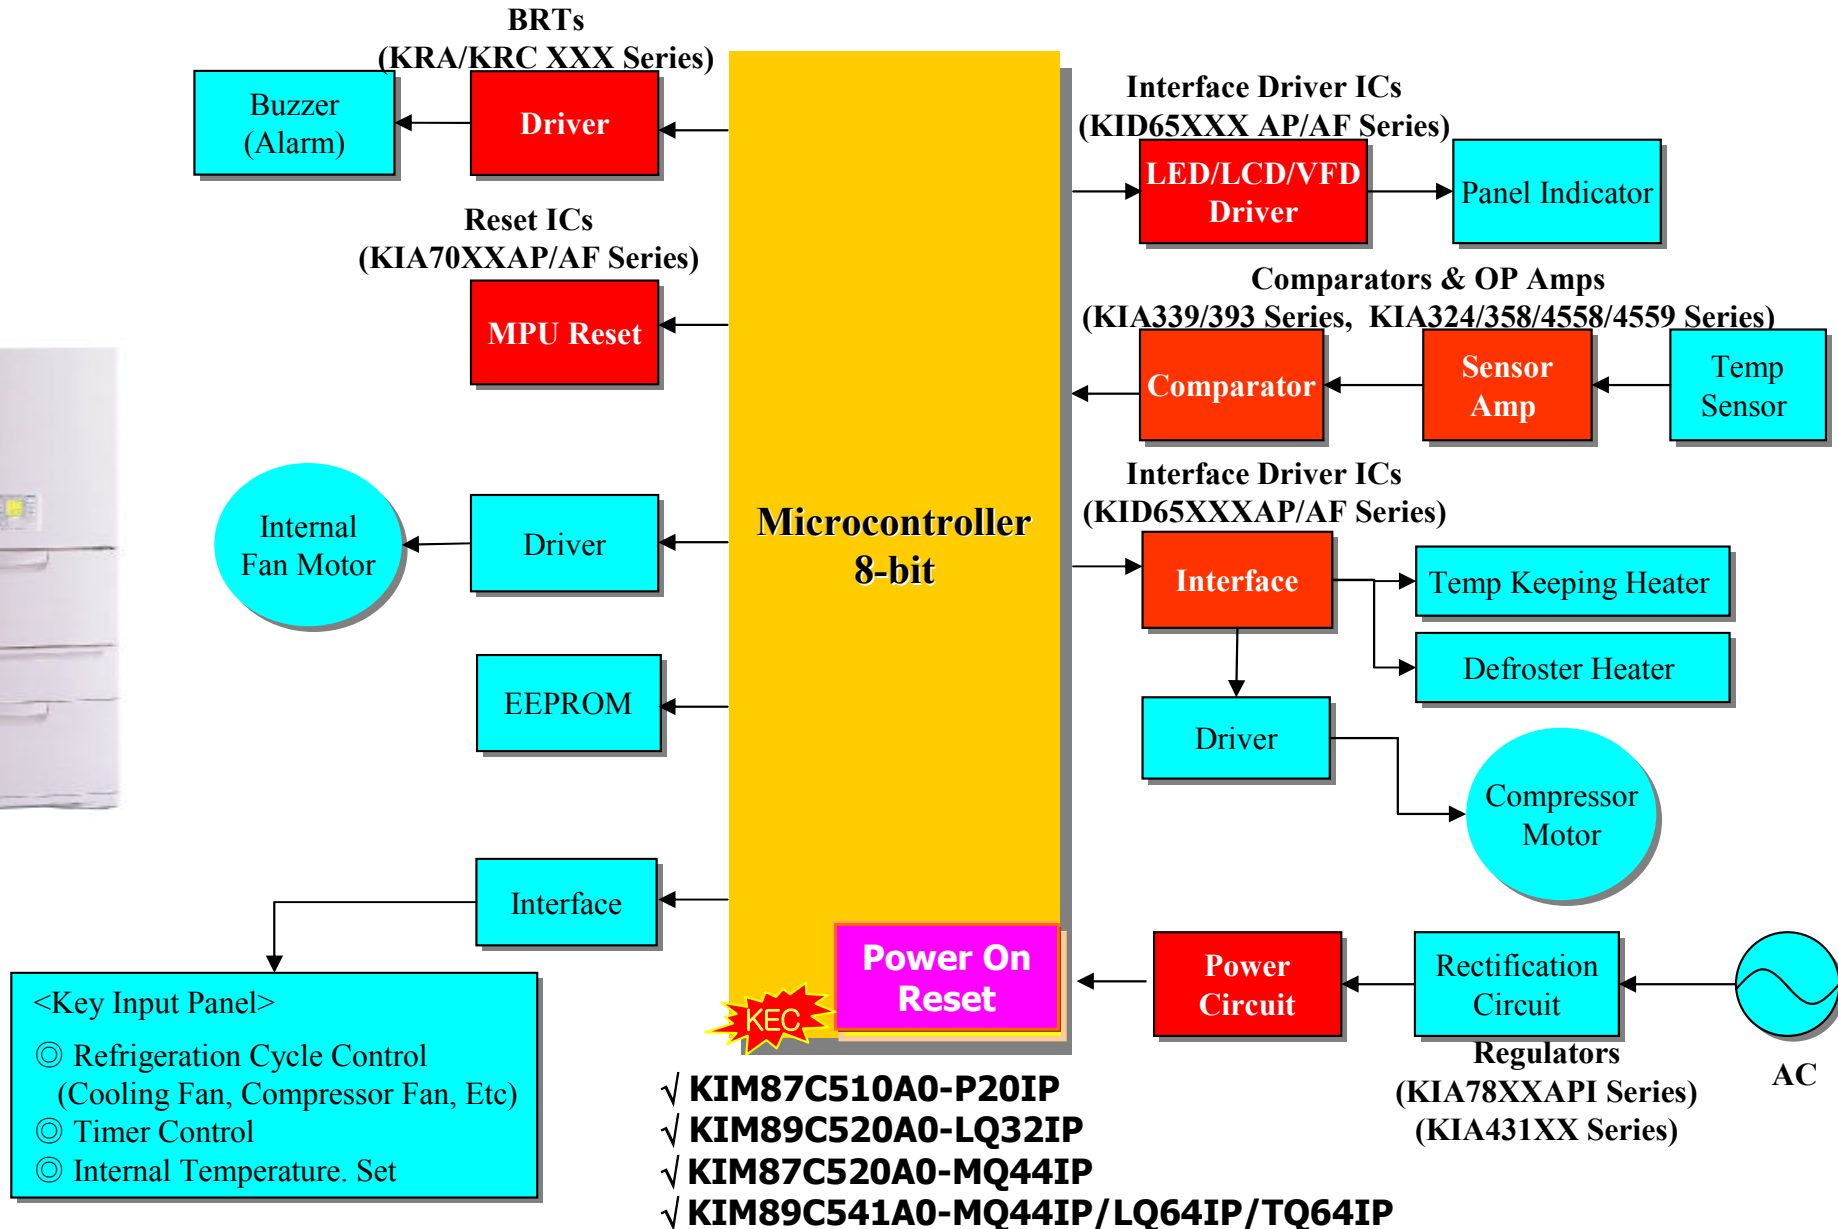 BRTs
(KRA/KRC XXX Series)
Buzzer
(Alarm)
Driver
Interface Driver ICs
(KID65XXX AP/AF Series)
LED/LCD/VFD
Driver
Panel Indicator
Reset ICs
(KIA70XXAP/AF Series)
MPU Reset
Comparators & OP Amps
(KIA339/393 Series, KIA324/358/4558/4559 Series)
Comparator
Sensor
Amp
Temp
Sensor
Internal
Fan Motor
Driver
Microcontroller
8-bit
Interface Driver ICs
(KID65XXXAP/AF Series)
Interface
Temp Keeping Heater
Defroster Heater
EEPROM
Driver
Compressor
Motor
Interface
Power On
Reset
KEC
Power
Circuit
Rectification
Circuit
AC
Regulators
(KIA78XXAPI Series)
(KIA431XX Series)
<Key Input Panel>
◎ Refrigeration Cycle Control
(Cooling Fan, Compressor Fan, Etc)
◎ Timer Control
◎ Internal Temperature. Set
√ KIM87C510A0-P20IP
√ KIM89C520A0-LQ32IP
√ KIM87C520A0-MQ44IP
√ KIM89C541A0-MQ44IP/LQ64IP/TQ64IP